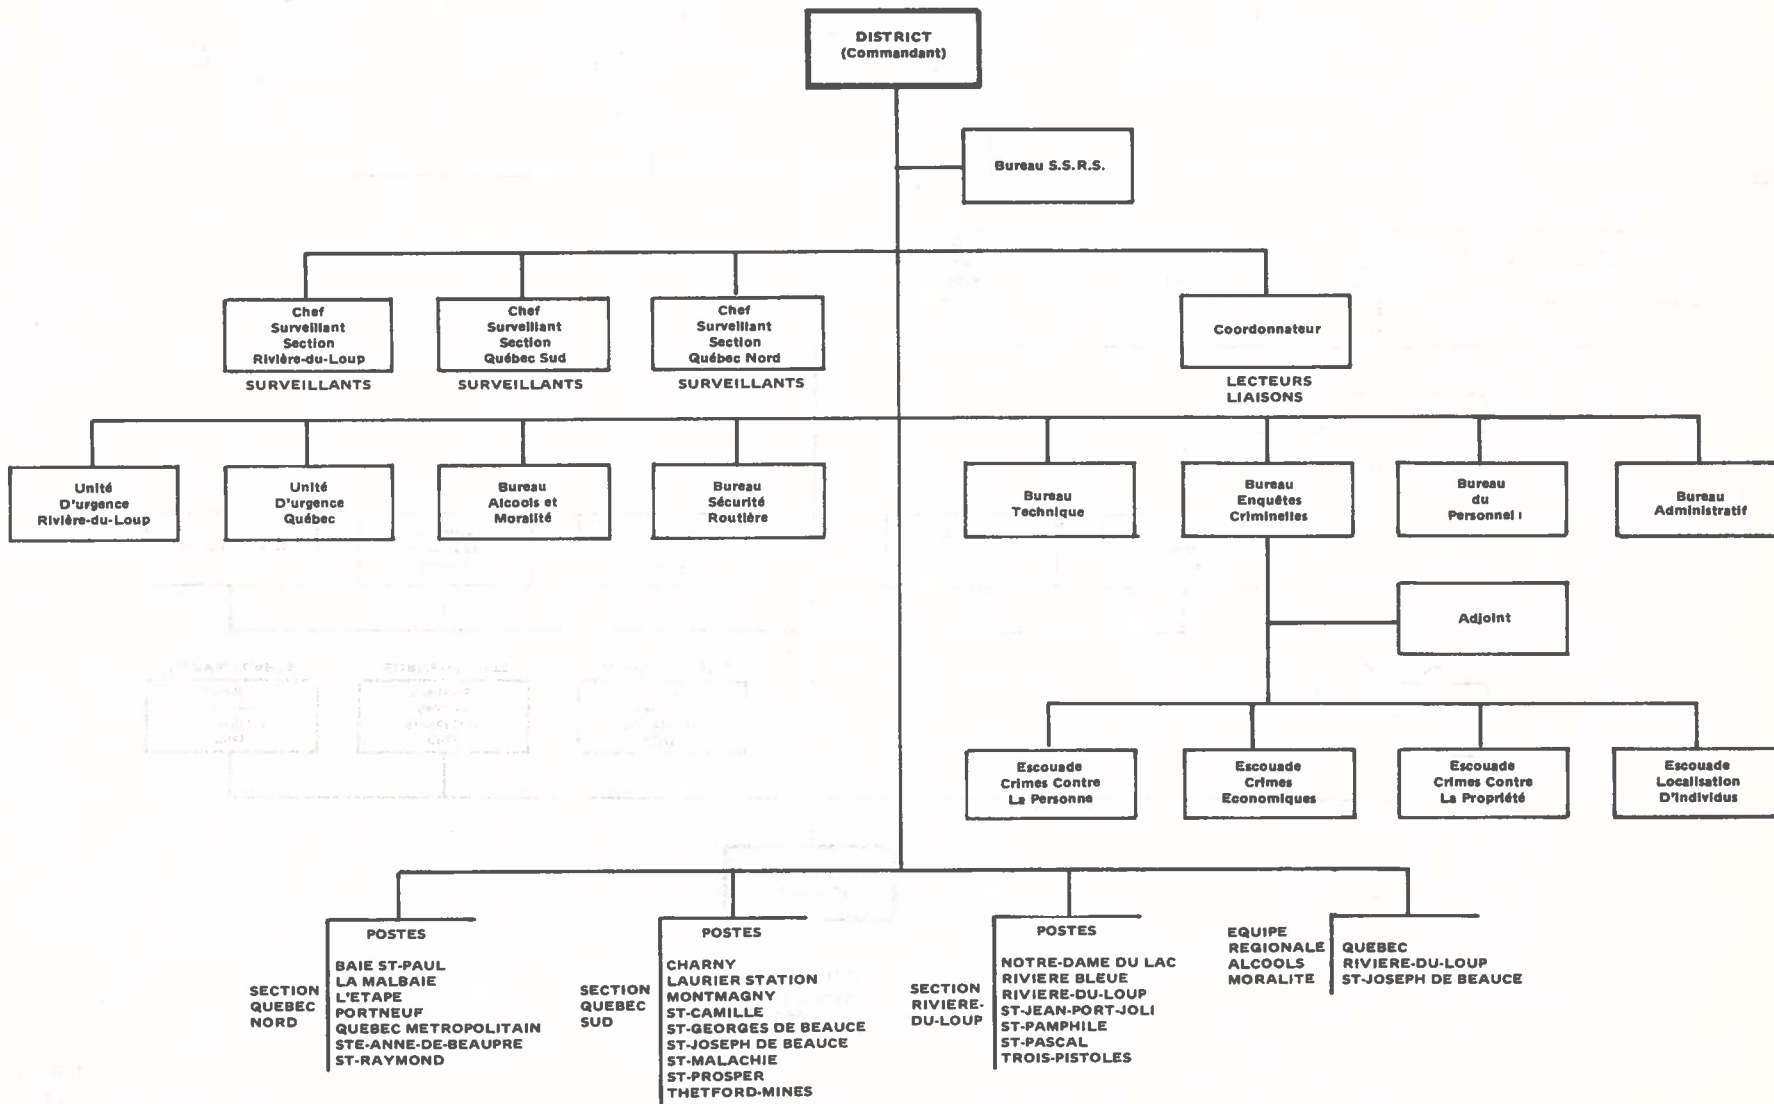 DISTRICT
(Commandant)
Bureau S.S.R.S.
Chef
Surveillant
Section
Rivière-du-Loup
SURVEILLANTS
Chef
Surveillant
Section
Québec Sud
SURVEILLANTS
Chef
Surveillant
Section
Québec Nord
SURVEILLANTS
Coordonnateur
LECTEURS
LIAISONS
Unité
D'urgence
Rivière-du-Loup
Unité
D'urgence
Québec
Bureau
Alcools et
Moralité
Bureau
Sécurité
Routière
Bureau
Technique
Bureau
Enquêtes
Criminelles
Bureau
du
Personnel
Bureau
Administratif
Adjoint
Escouade
Crimes Contre
La Personne
Escouade
Crimes
Economiques
Escouade
Crimes Contre
La Propriété
Escouade
Localisation
D'individus
SECTION
QUEBEC
NORD
POSTES
BAIE ST-PAUL
LA MALBAIE
L'ETAPE
PORTNEUF
QUEBEC METROPOLITAIN
STE-ANNE-DE-BEAUPRE
ST-RAYMOND
SECTION
QUEBEC
SUD
POSTES
CHARNY
LAURIER STATION
MONTMAGNY
ST-CAMILLE
ST-GEORGES DE BEAUCE
ST-JOSEPH DE BEAUCE
ST-MALACHIE
ST-PROSPER
THETFORD-MINES
SECTION
RIVIERE-
DU-LOUP
POSTES
NOTRE-DAME DU LAC
RIVIERE BLEUE
RIVIERE-DU-LOUP
ST-JEAN-PORT-JOLI
ST-PAMPHILE
ST-PASCAL
TROIS-PISTOLES
EQUIPE
REGIONALE
ALCOOLS
MORALITE
QUEBEC
RIVIERE-DU-LOUP
ST-JOSEPH DE BEAUCE